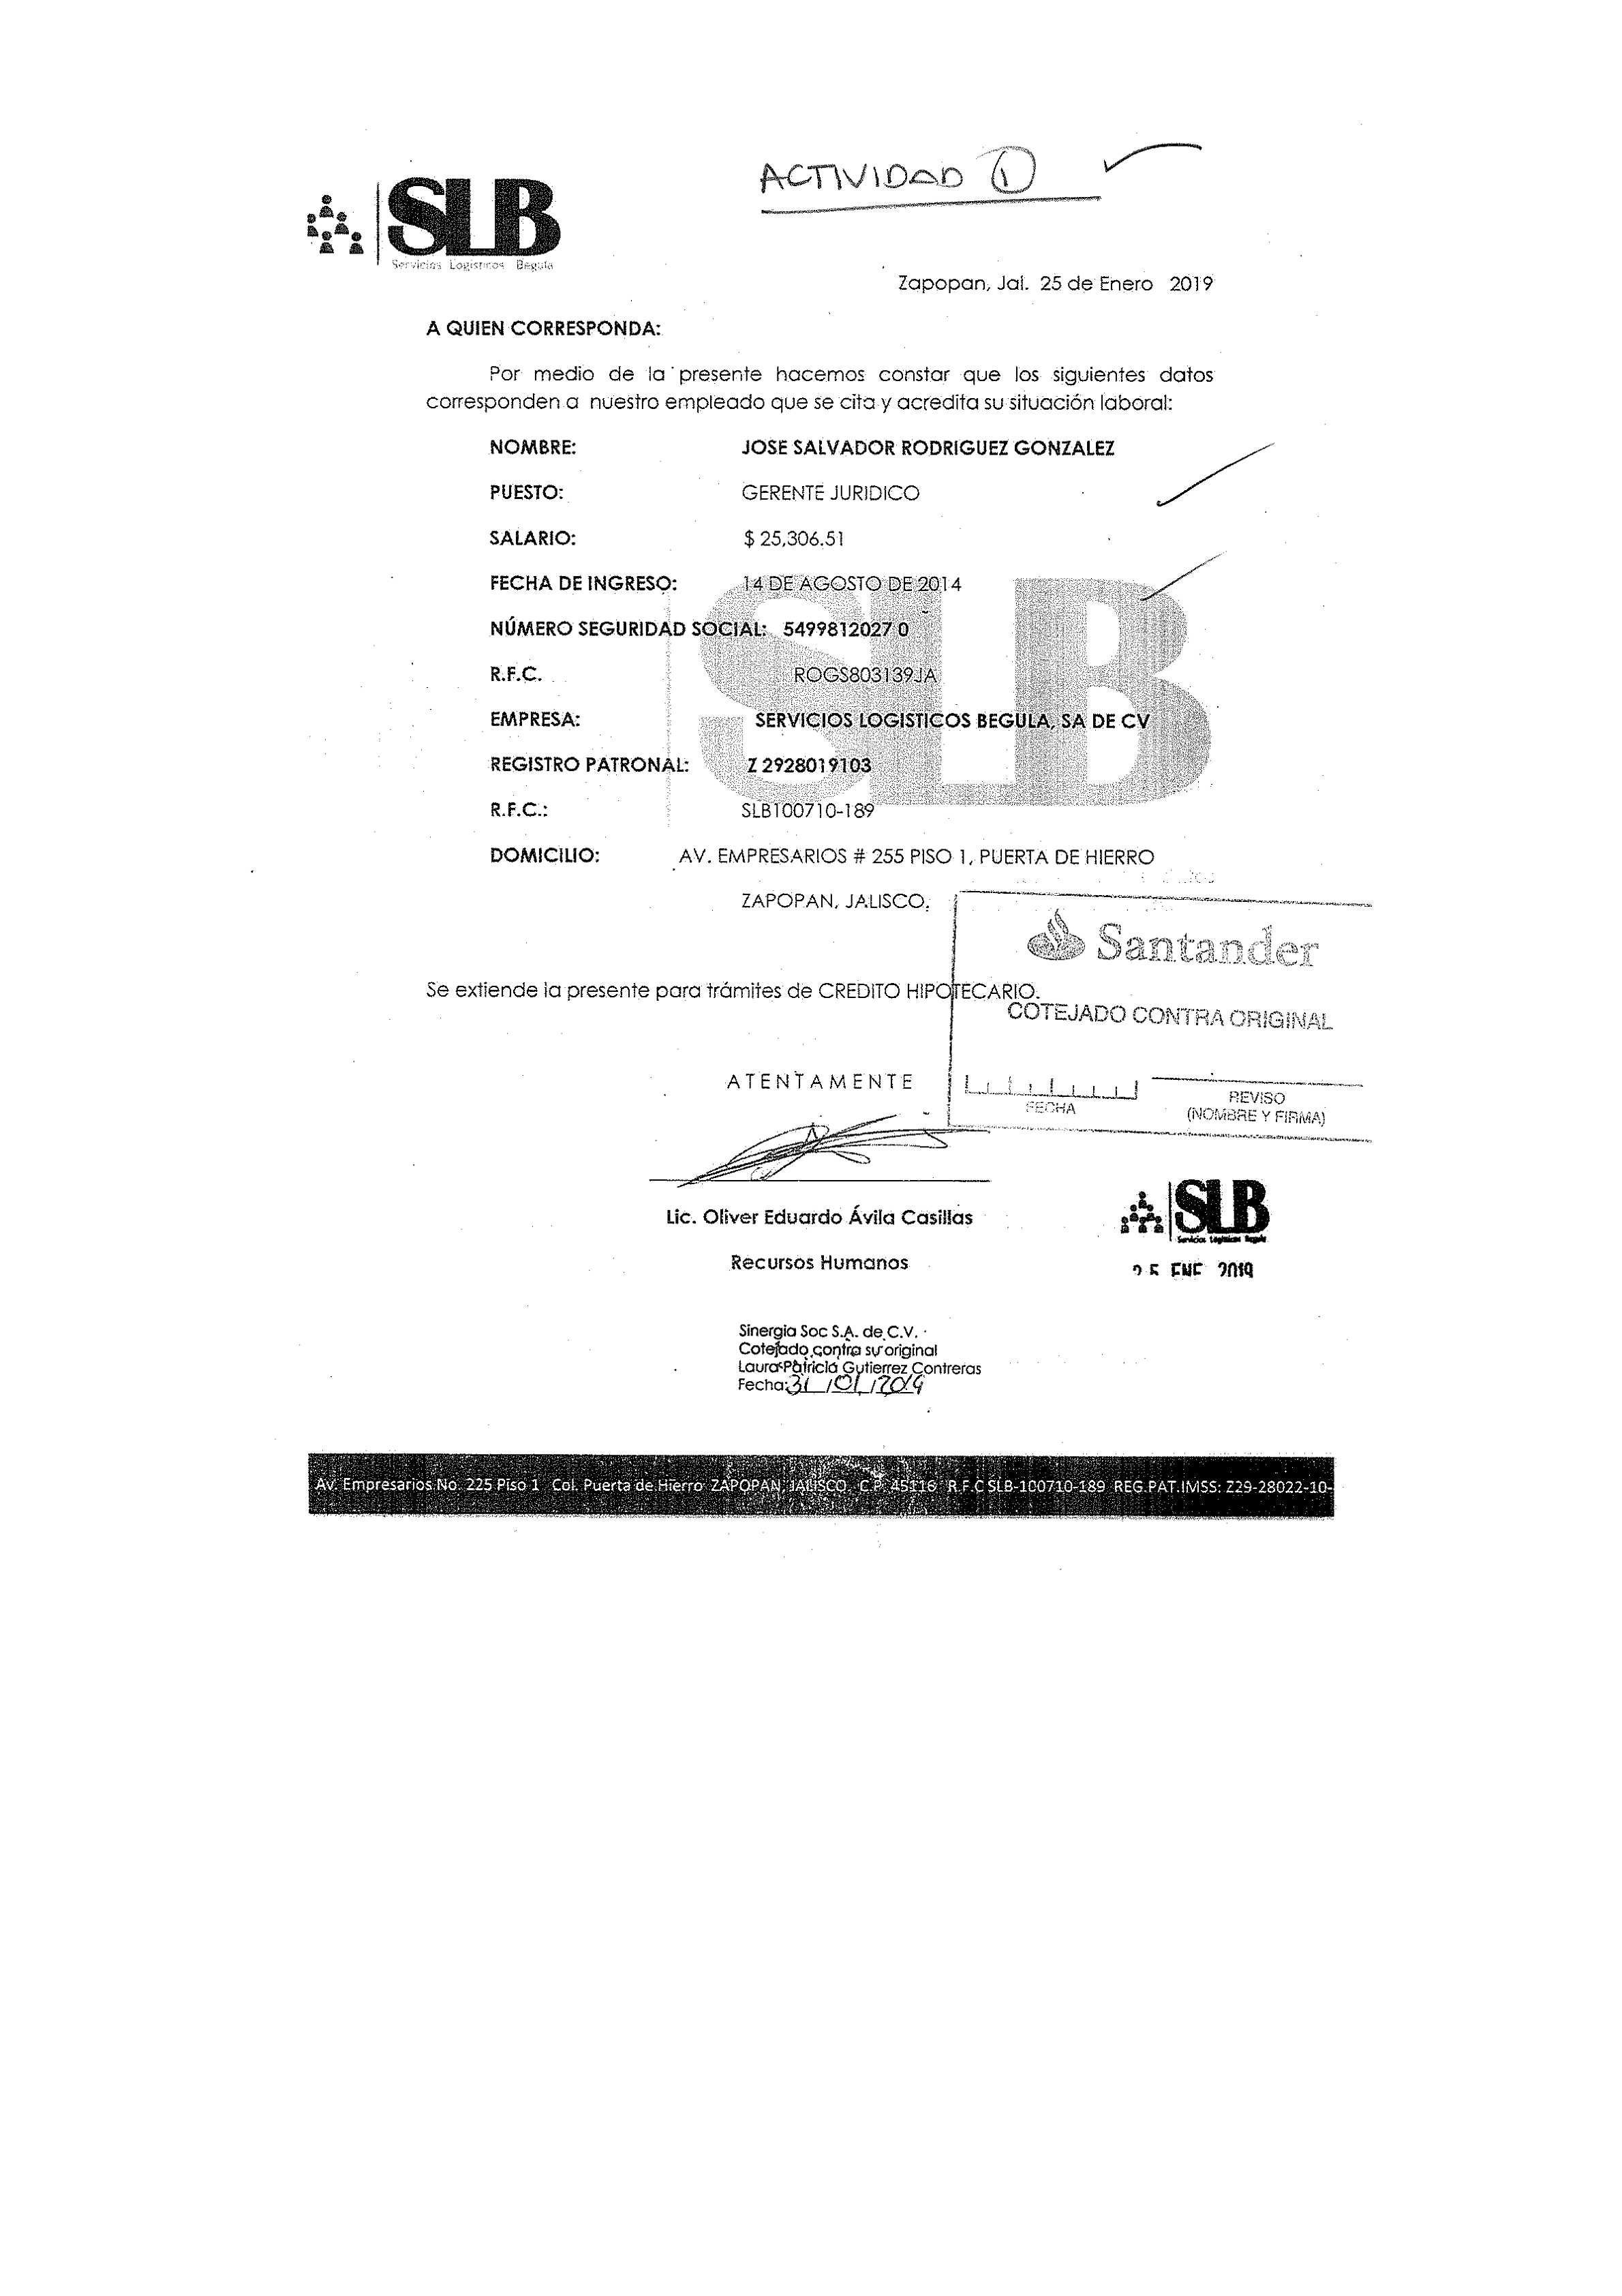 ACTIVIDAD 1
SLB
Servicios Logísticos Begula
Zapopan, Jal. 25 de Enero 2019
A QUIEN CORRESPONDA:
Por medio de la presente hacemos constar que los siguientes datos
corresponden a nuestro empleado que se cita y acredita su situación laboral:
NOMBRE: JOSE SALVADOR RODRIGUEZ GONZALEZ
PUESTO: GERENTE JURIDICO
SALARIO: $ 25,306.51
FECHA DE INGRESO: 14 DE AGOSTO DE 2014
NÚMERO SEGURIDAD SOCIAL: 5499812027 0
R.F.C. ROGS803139JA
EMPRESA: SERVICIOS LOGISTICOS BEGULA, SA DE CV
REGISTRO PATRONAL: Z 2928019103
R.F.C.: SLB100710-189
DOMICILIO: AV. EMPRESARIOS # 255 PISO 1, PUERTA DE HIERRO
ZAPOPAN, JALISCO.
SLB
Santander
Se extiende la presente para trámites de CREDITO HIPOTECARIO.
COTEJADO CONTRA ORIGINAL
ATENTAMENTE
FECHA
REVISO
(NOMBRE Y FIRMA)
Lic. Oliver Eduardo Ávila Casillas
Recursos Humanos
SLB
Servicios Logísticos Begula
25 ENE 2019
Sinergia Soc S.A. de C.V.
Cotejado contra su original
Laura Patricia Gutierrez Contreras
Fecha: 31/01/2019
Av. Empresarios No. 225 Piso 1 Col. Puerta de Hierro ZAPOPAN, JALISCO. C.P. 45116 R.F.C SLB-100710-189 REG.PAT.IMSS: Z29-28022-10-